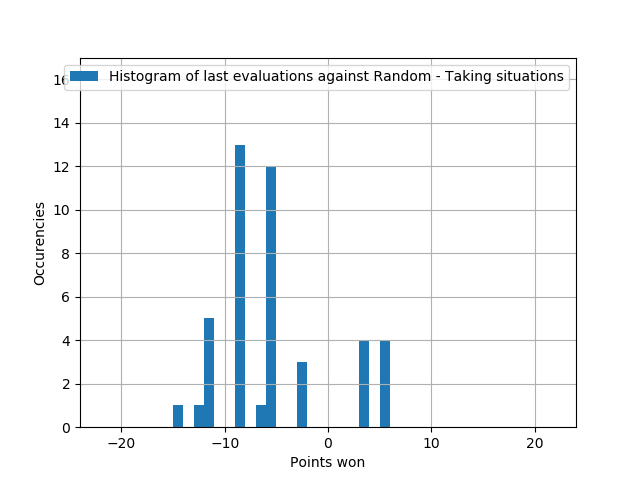 Histogram of last evaluations against Random - Taking situations
16
14
12
10
8
6
4
2
0
Occurencies
−20 −10 0 10 20
Points won